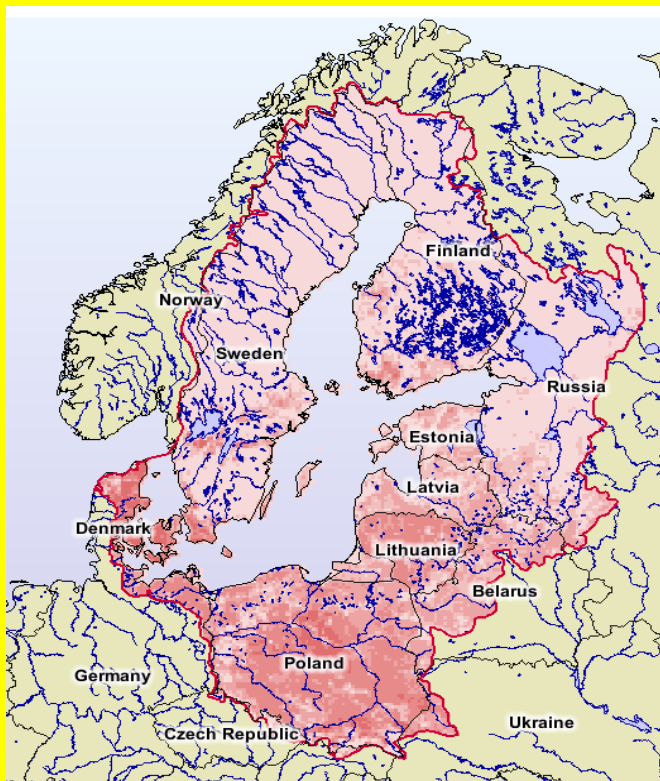 Finland
Norway
Sweden
Russia
Estonia
Latvia
Denmark
Lithuania
Belarus
Poland
Germany
Ukraine
Czech Republic